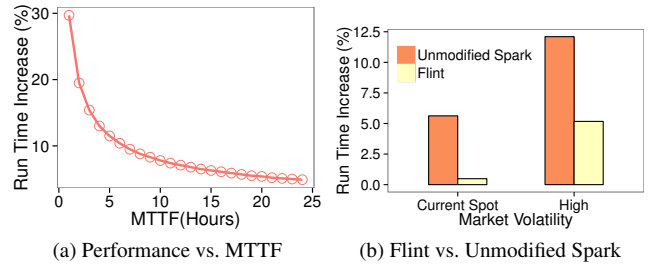 Run Time Increase (%)
30
20
10
0
5
10
15
20
25
MTTF(Hours)
(a) Performance vs. MTTF
Run Time Increase (%)
12.5
10.0
7.5
5.0
2.5
0.0
Unmodified Spark
Flint
Current Spot
High
Market Volatility
(b) Flint vs. Unmodified Spark